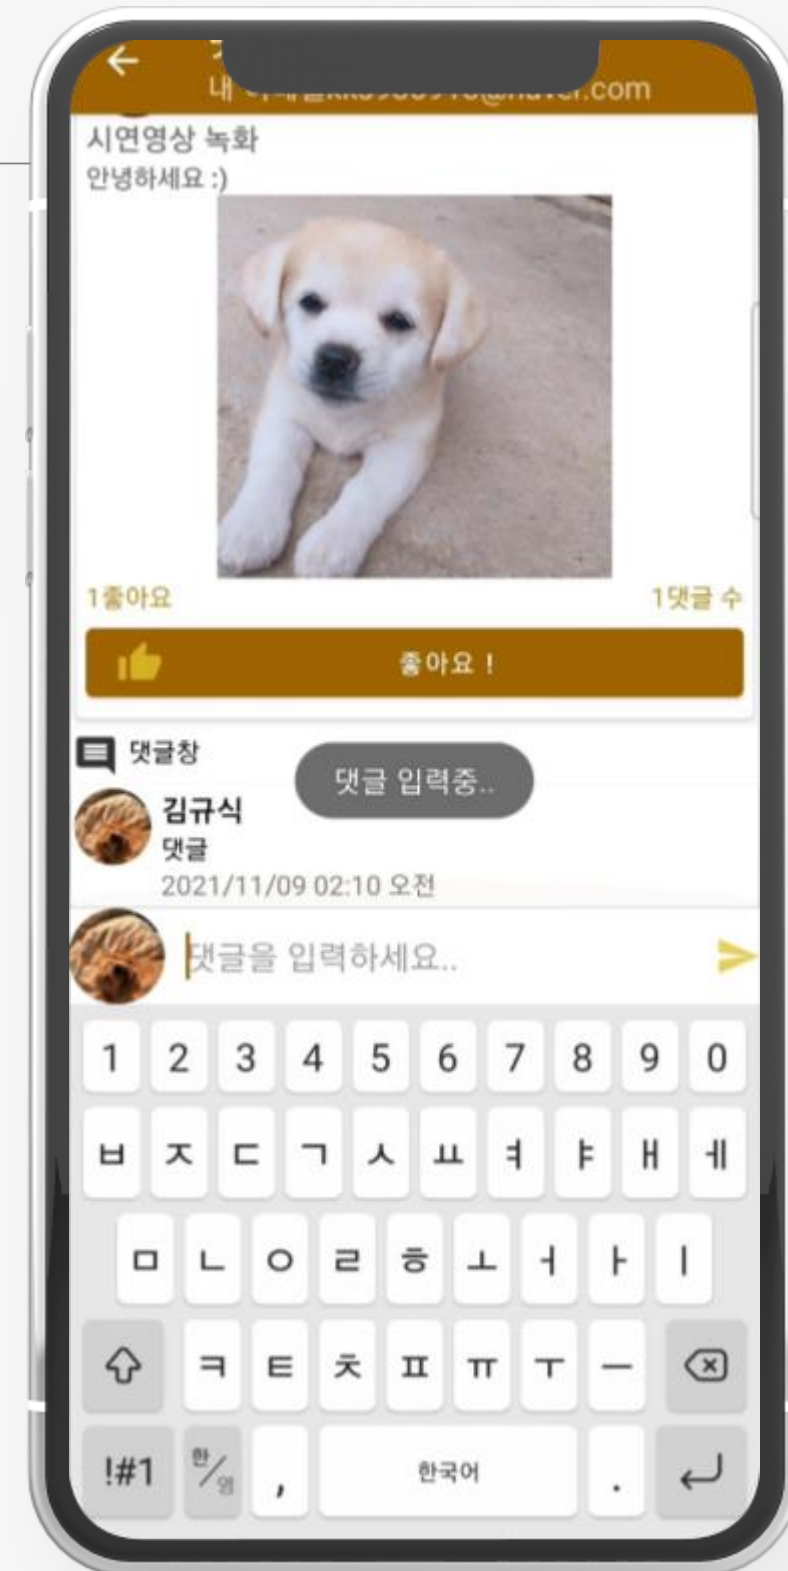 내 .com
시연영상 녹화
안녕하세요 :)
1좋아요 1댓글 수
좋아요 !
댓글창
댓글 입력중..
김규식
댓글
2021/11/09 02:10 오전
댓글을 입력하세요..
1 2 3 4 5 6 7 8 9 0
ㅂ ㅈ ㄷ ㄱ ㅅ ㅛ ㅕ ㅑ ㅐ ㅔ
ㅁ ㄴ ㅇ ㄹ ㅎ ㅗ ㅓ ㅏ ㅣ
ㅋ ㅌ ㅊ ㅍ ㅠ ㅜ ㅡ
!#1 한/영 , 한국어 .